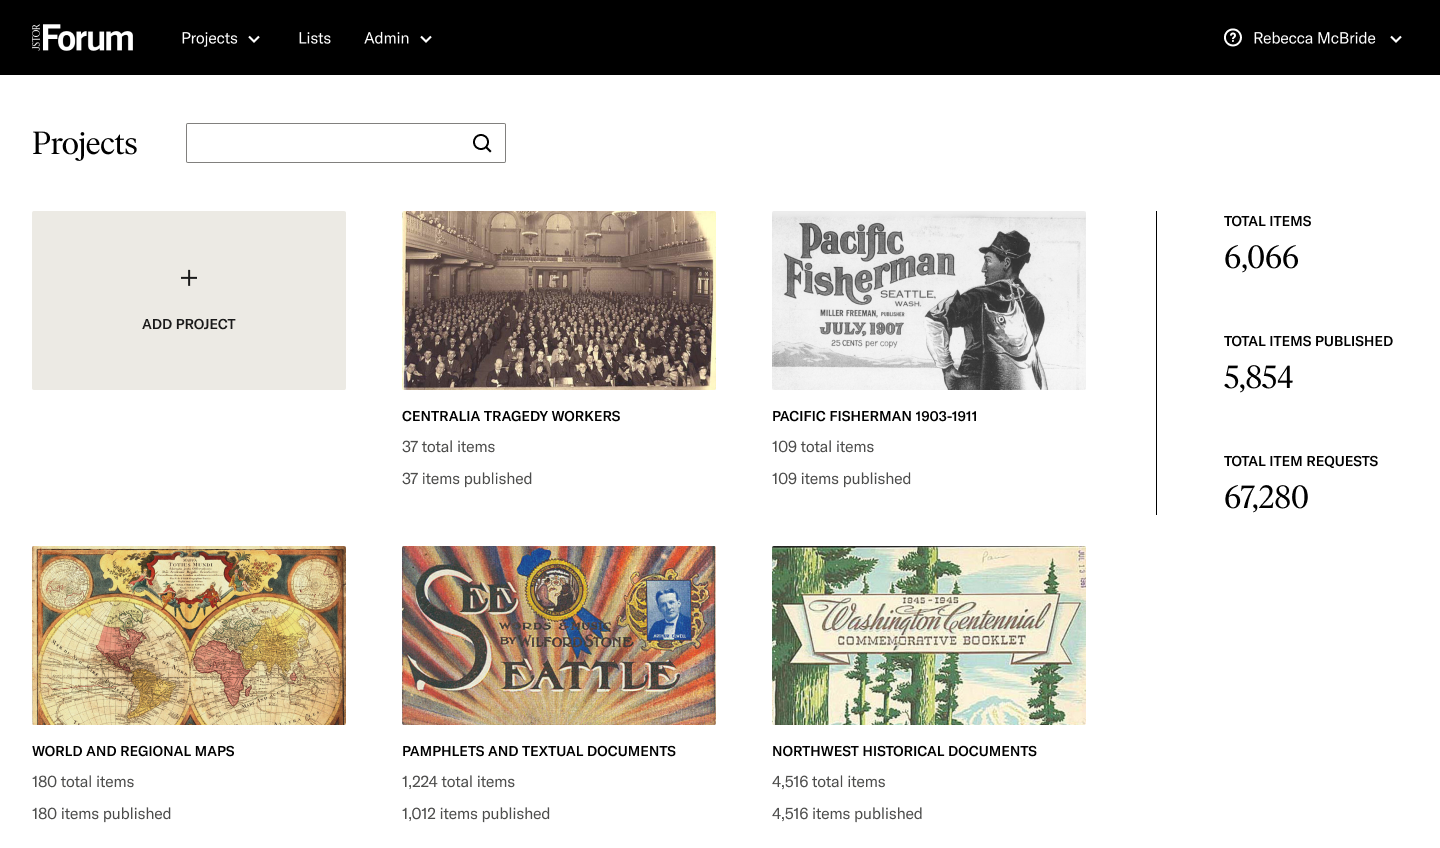 JSTOR Forum
Projects
Lists
Admin
Rebecca McBride
Projects
ADD PROJECT
Pacific
Fisherman
SEATTLE,
WASH.
MILLER FREEMAN, PUBLISHER
JULY, 1907
25 CENTS per copy
TOTAL ITEMS
6,066
TOTAL ITEMS PUBLISHED
5,854
TOTAL ITEM REQUESTS
67,280
CENTRALIA TRAGEDY WORKERS
37 total items
37 items published
PACIFIC FISHERMAN 1903-1911
109 total items
109 items published
TOTIUS MUNDI
SEE
WORDS & MUSIC
BY WILFORD STONE
SEATTLE
1845-1945
Washington Centennial
COMMEMORATIVE BOOKLET
WORLD AND REGIONAL MAPS
180 total items
180 items published
PAMPHLETS AND TEXTUAL DOCUMENTS
1,224 total items
1,012 items published
NORTHWEST HISTORICAL DOCUMENTS
4,516 total items
4,516 items published